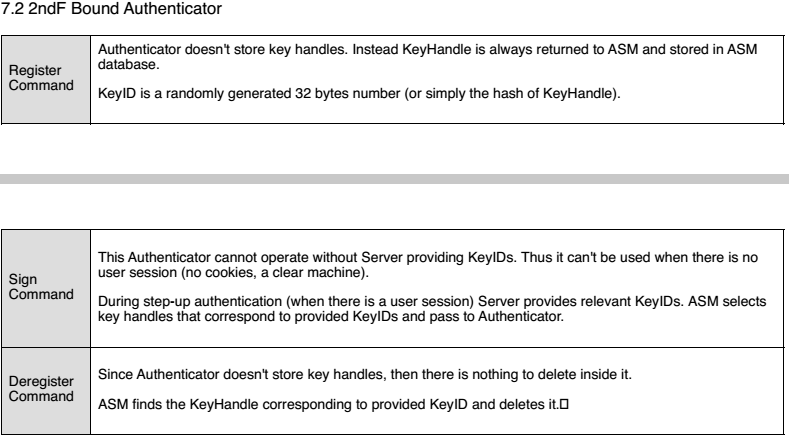 7.2 2ndF Bound Authenticator
Register
Command
Authenticator doesn't store key handles. Instead KeyHandle is always returned to ASM and stored in ASM
database.
KeyID is a randomly generated 32 bytes number (or simply the hash of KeyHandle).
Sign
Command
This Authenticator cannot operate without Server providing KeyIDs. Thus it can't be used when there is no
user session (no cookies, a clear machine).
During step-up authentication (when there is a user session) Server provides relevant KeyIDs. ASM selects
key handles that correspond to provided KeyIDs and pass to Authenticator.
Deregister
Command
Since Authenticator doesn't store key handles, then there is nothing to delete inside it.
ASM finds the KeyHandle corresponding to provided KeyID and deletes it.□